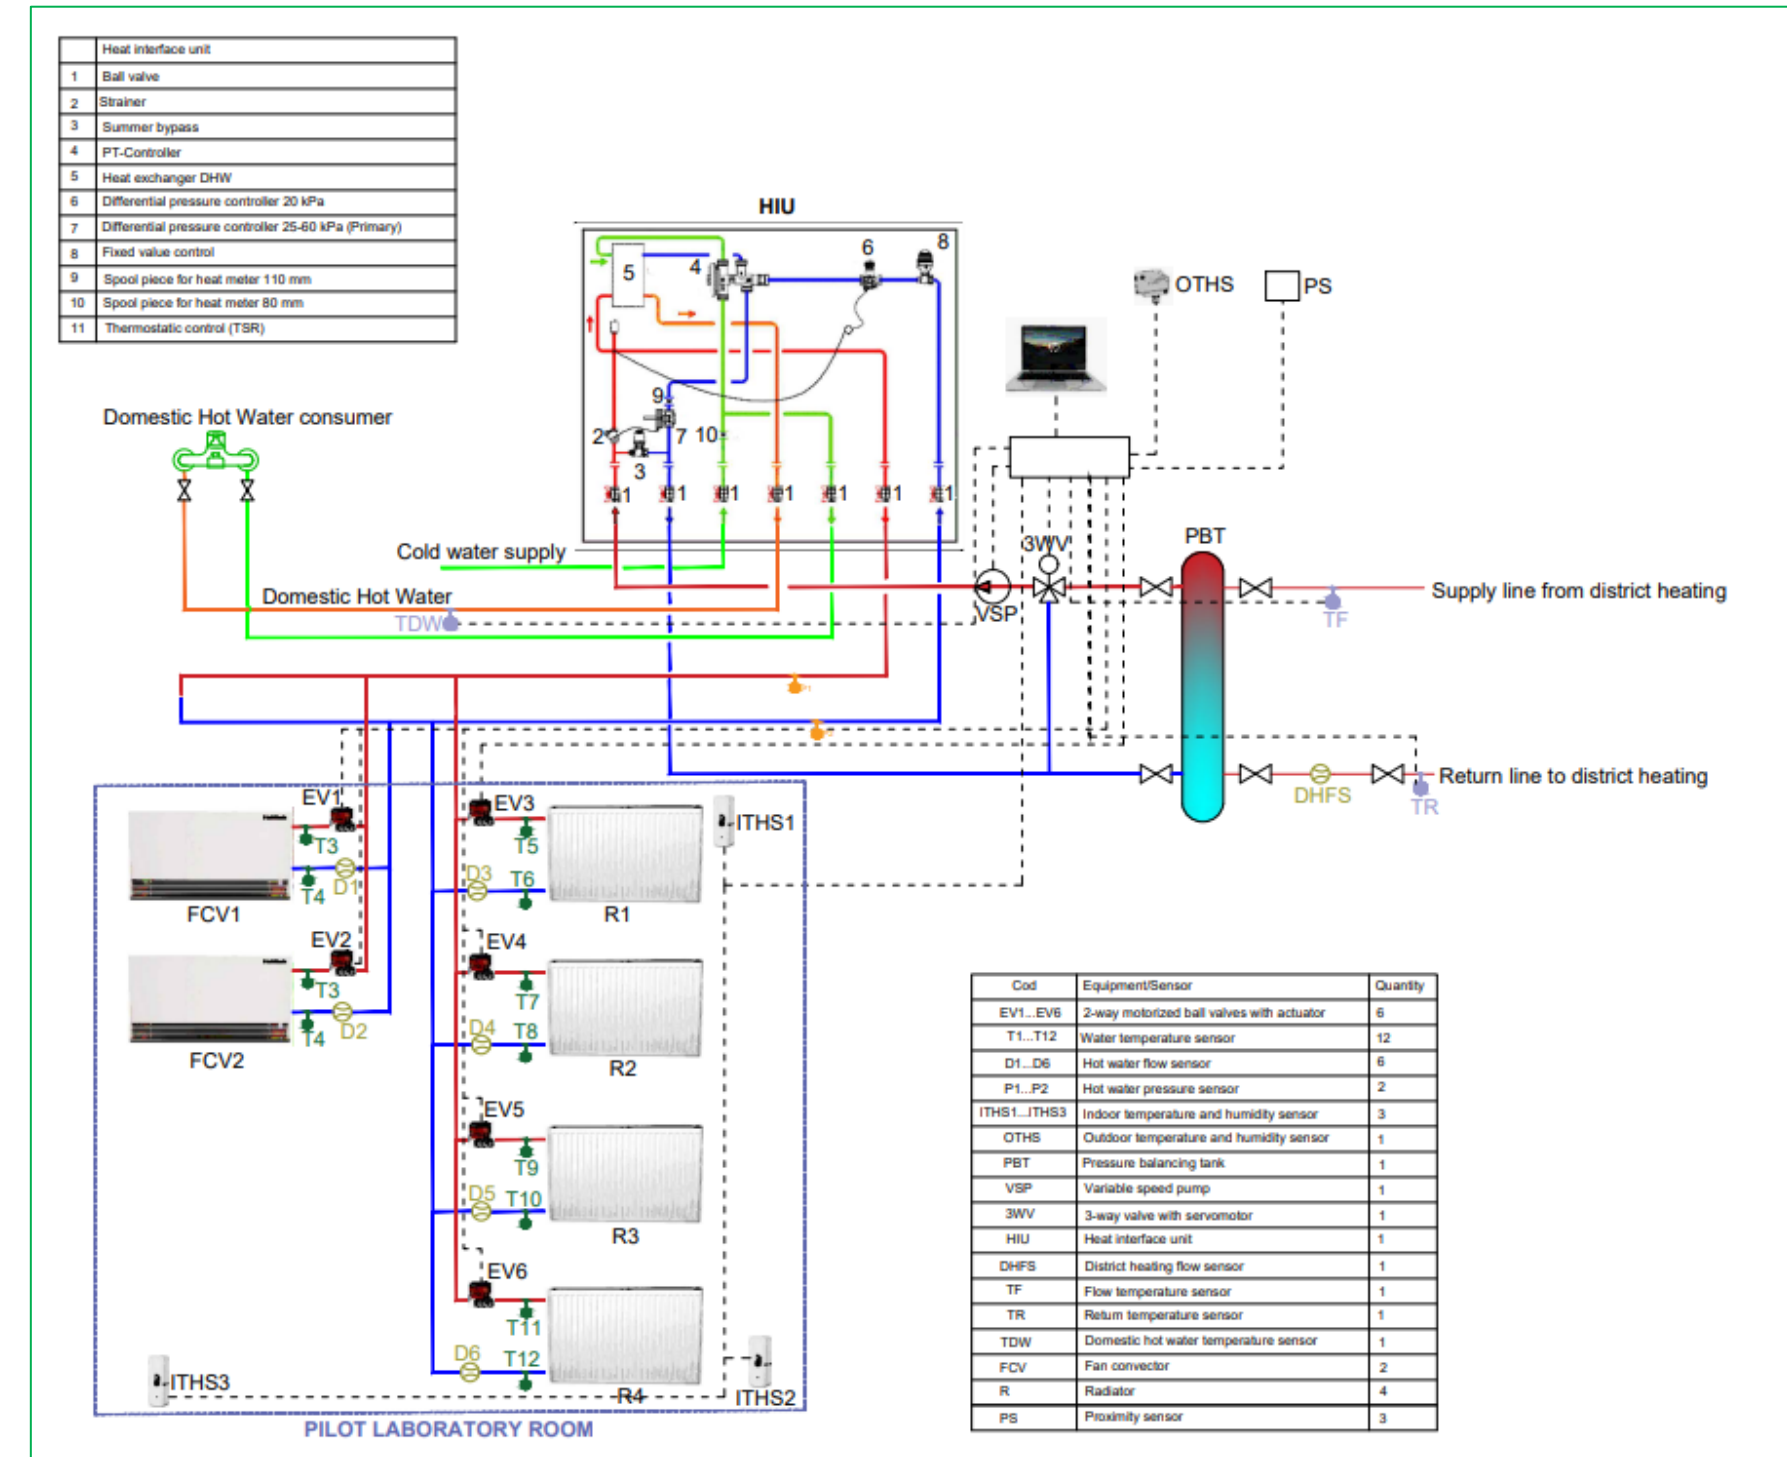 Heat interface unit
1 Ball valve
2 Strainer
3 Summer bypass
4 PT-Controller
5 Heat exchanger DHW
6 Differential pressure controller 20 kPa
7 Differential pressure controller 25-60 kPa (Primary)
8 Fixed value control
9 Spool piece for heat meter 110 mm
10 Spool piece for heat meter 80 mm
11 Thermostatic control (TSR)
HIU
5
4
6
8
9
2
7
10
3
1 1 1 1 1 1 1
OTHS
PS
Domestic Hot Water consumer
Cold water supply
Domestic Hot Water
TDW
3WV
VSP
PBT
Supply line from district heating
TF
P1
Return line to district heating
DHFS
TR
EV1
T3
T4
D1
FCV1
EV2
T3
T4
D2
FCV2
EV3
T5
D3
T6
R1
ITHS1
EV4
T7
D4
T8
R2
EV5
T9
D5
T10
R3
EV6
T11
D6
T12
R4
ITHS3
ITHS2
PILOT LABORATORY ROOM
Cod Equipment/Sensor Quantity
EV1...EV6 2-way motorized ball valves with actuator 6
T1...T12 Water temperature sensor 12
D1...D6 Hot water flow sensor 6
P1...P2 Hot water pressure sensor 2
ITHS1...ITHS3 Indoor temperature and humidity sensor 3
OTHS Outdoor temperature and humidity sensor 1
PBT Pressure balancing tank 1
VSP Variable speed pump 1
3WV 3-way valve with servomotor 1
HIU Heat interface unit 1
DHFS District heating flow sensor 1
TF Flow temperature sensor 1
TR Return temperature sensor 1
TDW Domestic hot water temperature sensor 1
FCV Fan convector 2
R Radiator 4
PS Proximity sensor 3